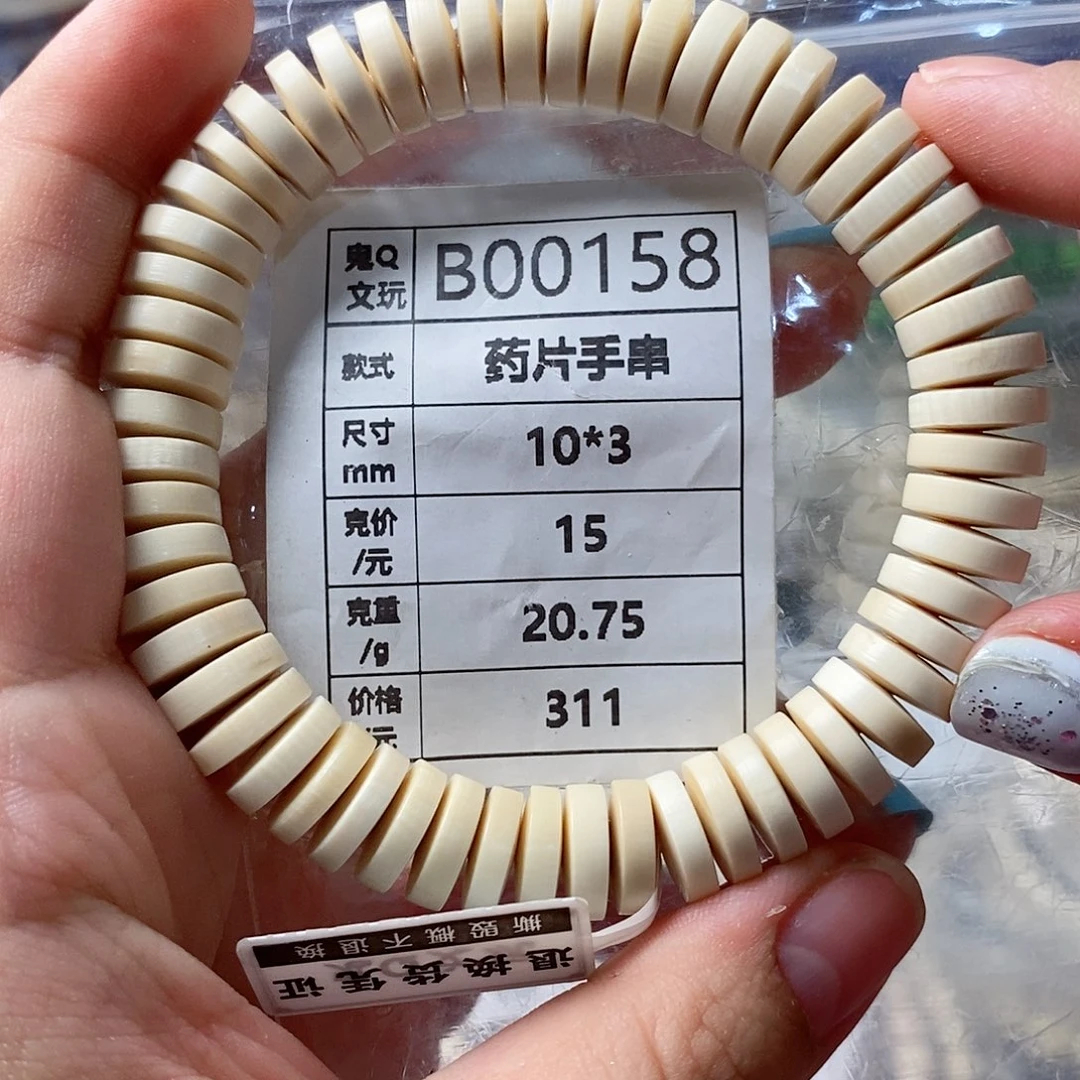 鬼Q
文玩
B00158
款式
药片手串
尺寸
mm
10*3
克价
/元
15
克重
/g
20.75
价格
/元
311
撕毁概不退换
退换货凭证